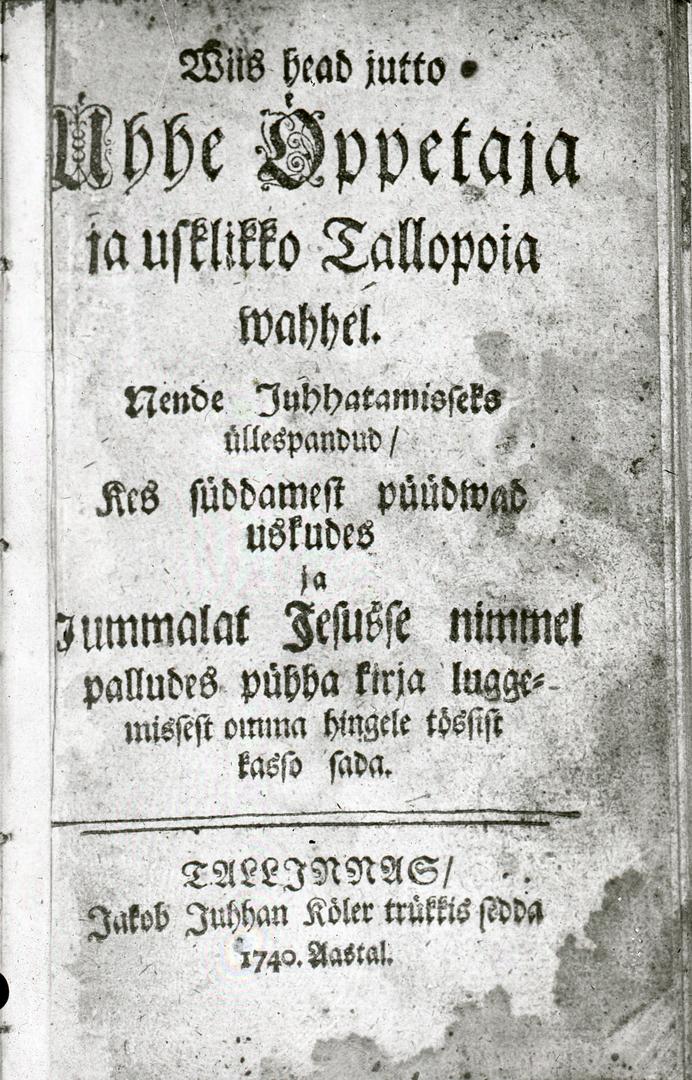 Wiis head jutto
Ühhe Öppetaja
ja usklikko Tallopoia
wahhel.
Nende Juhhatamisseks
üllespandud /
Kes süddamest püüdwad
uskudes
ja
Jummalat Jesusse nimmel
palludes pühha kirja lugge-
missest omma hingele tössist
kasso sada.
TALLINNAS /
Jakob Juhhan Köler trükkis sedda
1740. Aastal.